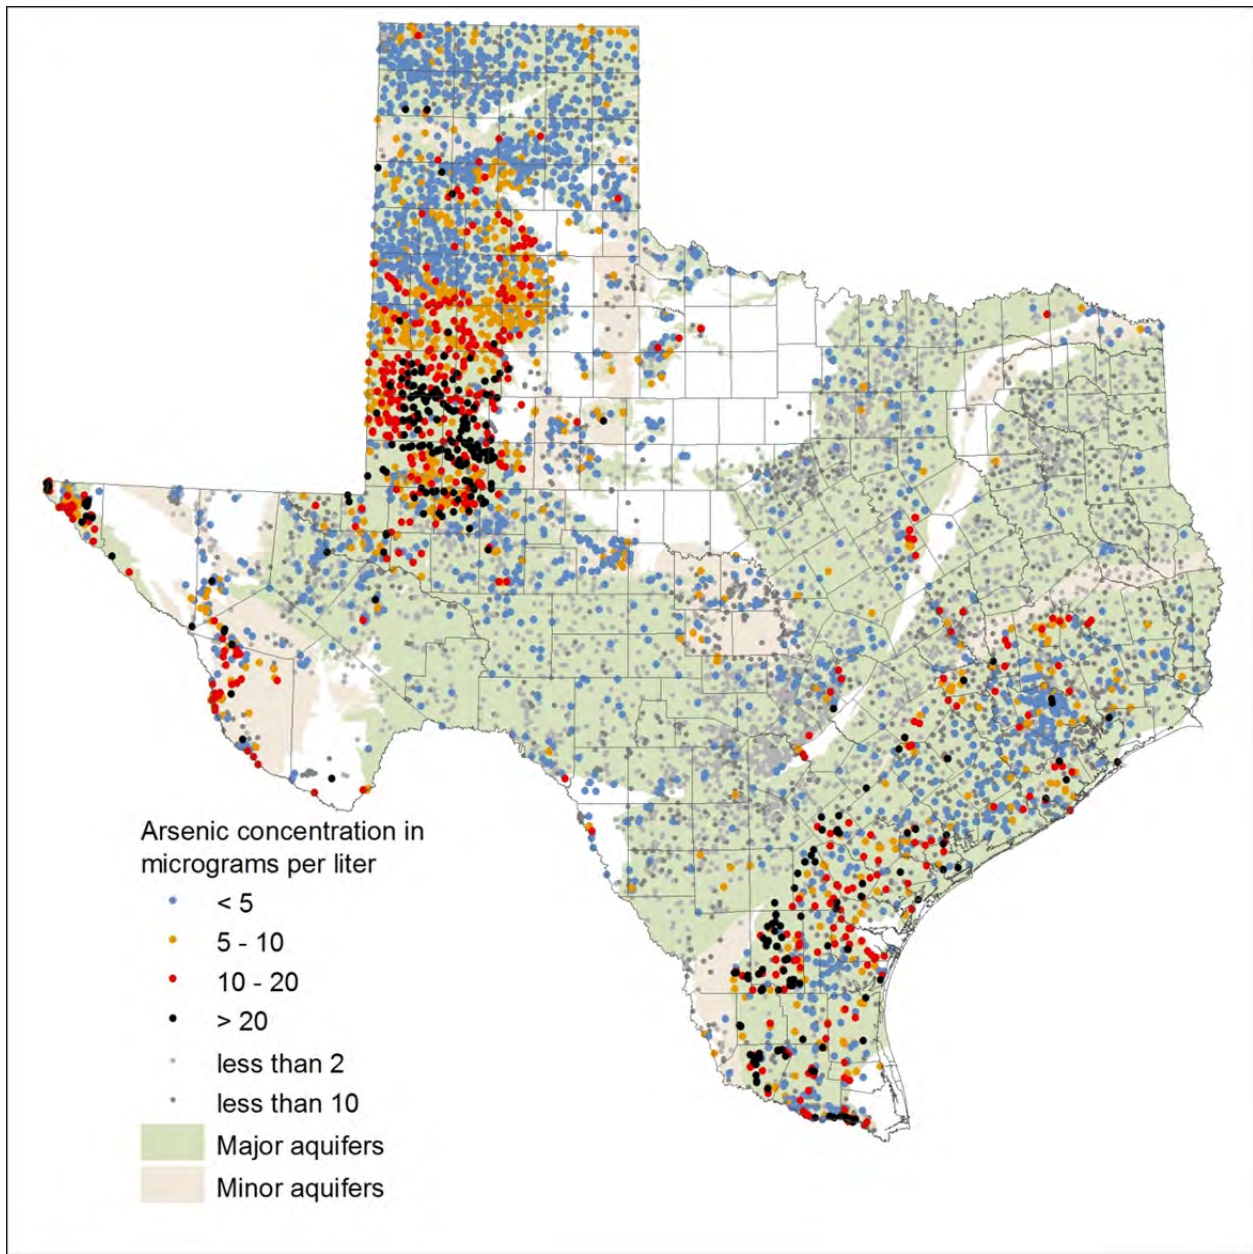 Arsenic concentration in
micrograms per liter
< 5
5 - 10
10 - 20
> 20
less than 2
less than 10
Major aquifers
Minor aquifers